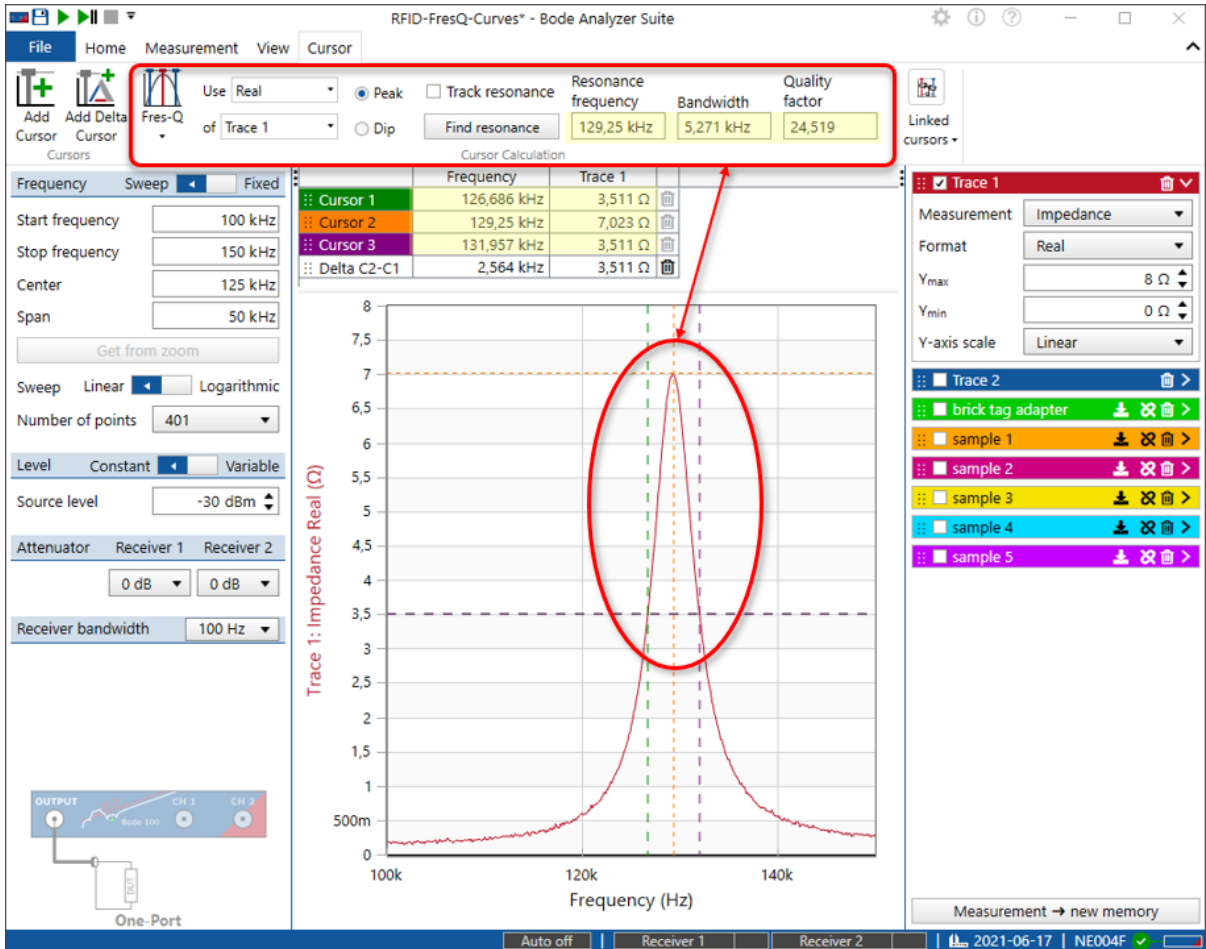 RFID-FresQ-Curves* - Bode Analyzer Suite
File Home Measurement View Cursor
Add Cursor
Add Delta Cursor
Cursors
Fres-Q
Use Real
of Trace 1
Peak
Dip
Track resonance
Find resonance
Resonance frequency
129,25 kHz
Bandwidth
5,271 kHz
Quality factor
24,519
Cursor Calculation
Linked cursors
Frequency Sweep Fixed
Start frequency 100 kHz
Stop frequency 150 kHz
Center 125 kHz
Span 50 kHz
Get from zoom
Sweep Linear Logarithmic
Number of points 401
Level Constant Variable
Source level -30 dBm
Attenuator Receiver 1 Receiver 2
0 dB 0 dB
Receiver bandwidth 100 Hz
OUTPUT CH 1 CH 2
Bode 100
DUT
One-Port
Frequency Trace 1
Cursor 1 126,686 kHz 3,511 Ω
Cursor 2 129,25 kHz 7,023 Ω
Cursor 3 131,957 kHz 3,511 Ω
Delta C2-C1 2,564 kHz 3,511 Ω
Trace 1: Impedance Real (Ω)
8
7,5
7
6,5
6
5,5
5
4,5
4
3,5
3
2,5
2
1,5
1
500m
0
100k 120k 140k
Frequency (Hz)
Trace 1
Measurement Impedance
Format Real
Ymax 8 Ω
Ymin 0 Ω
Y-axis scale Linear
Trace 2
brick tag adapter
sample 1
sample 2
sample 3
sample 4
sample 5
Measurement → new memory
Auto off Receiver 1 Receiver 2 2021-06-17 NE004F